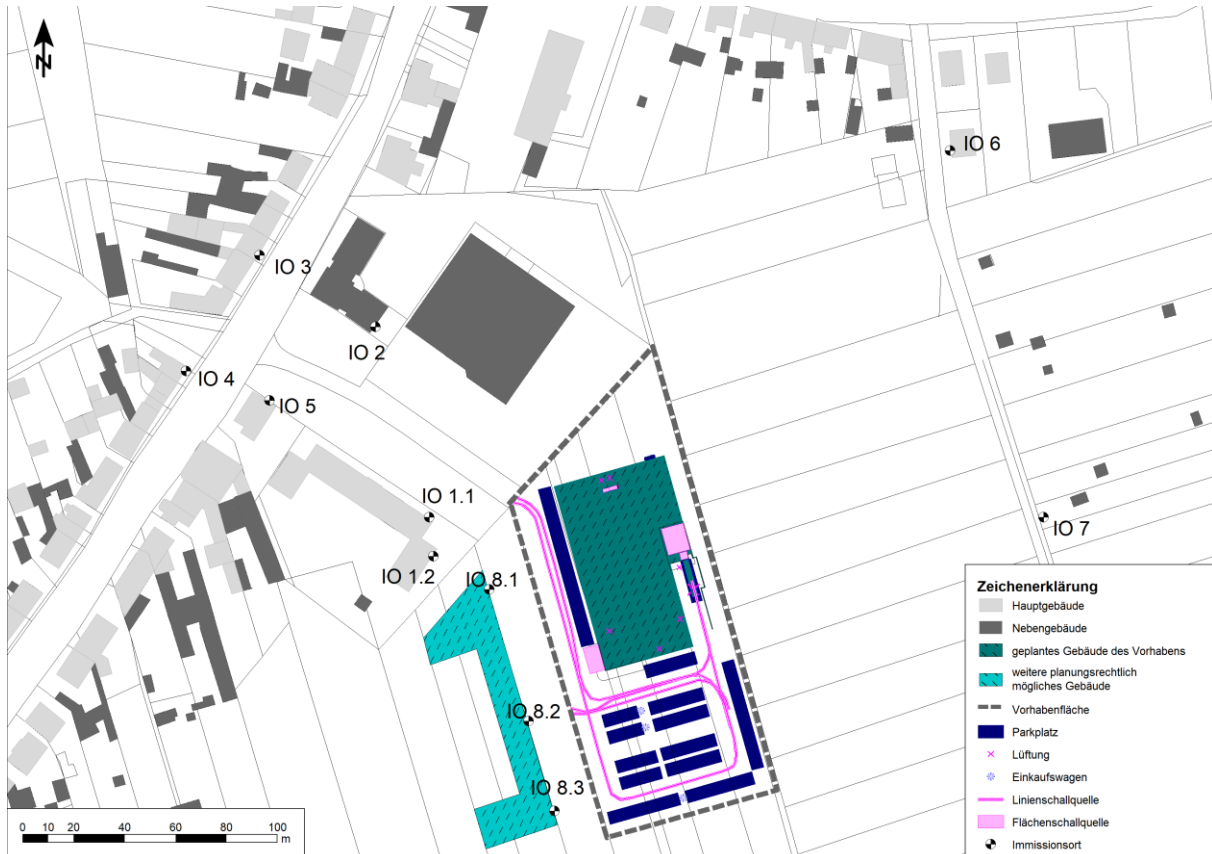 N
IO 6
IO 3
IO 2
IO 4
IO 5
IO 1.1
IO 7
IO 1.2
IO 8.1
IO 8.2
IO 8.3
0 10 20 40 60 80 100
m
Zeichenerklärung
Hauptgebäude
Nebengebäude
geplantes Gebäude des Vorhabens
weitere planungsrechtlich
mögliches Gebäude
Vorhabenfläche
Parkplatz
Lüftung
Einkaufswagen
Linienschallquelle
Flächenschallquelle
Immissionsort